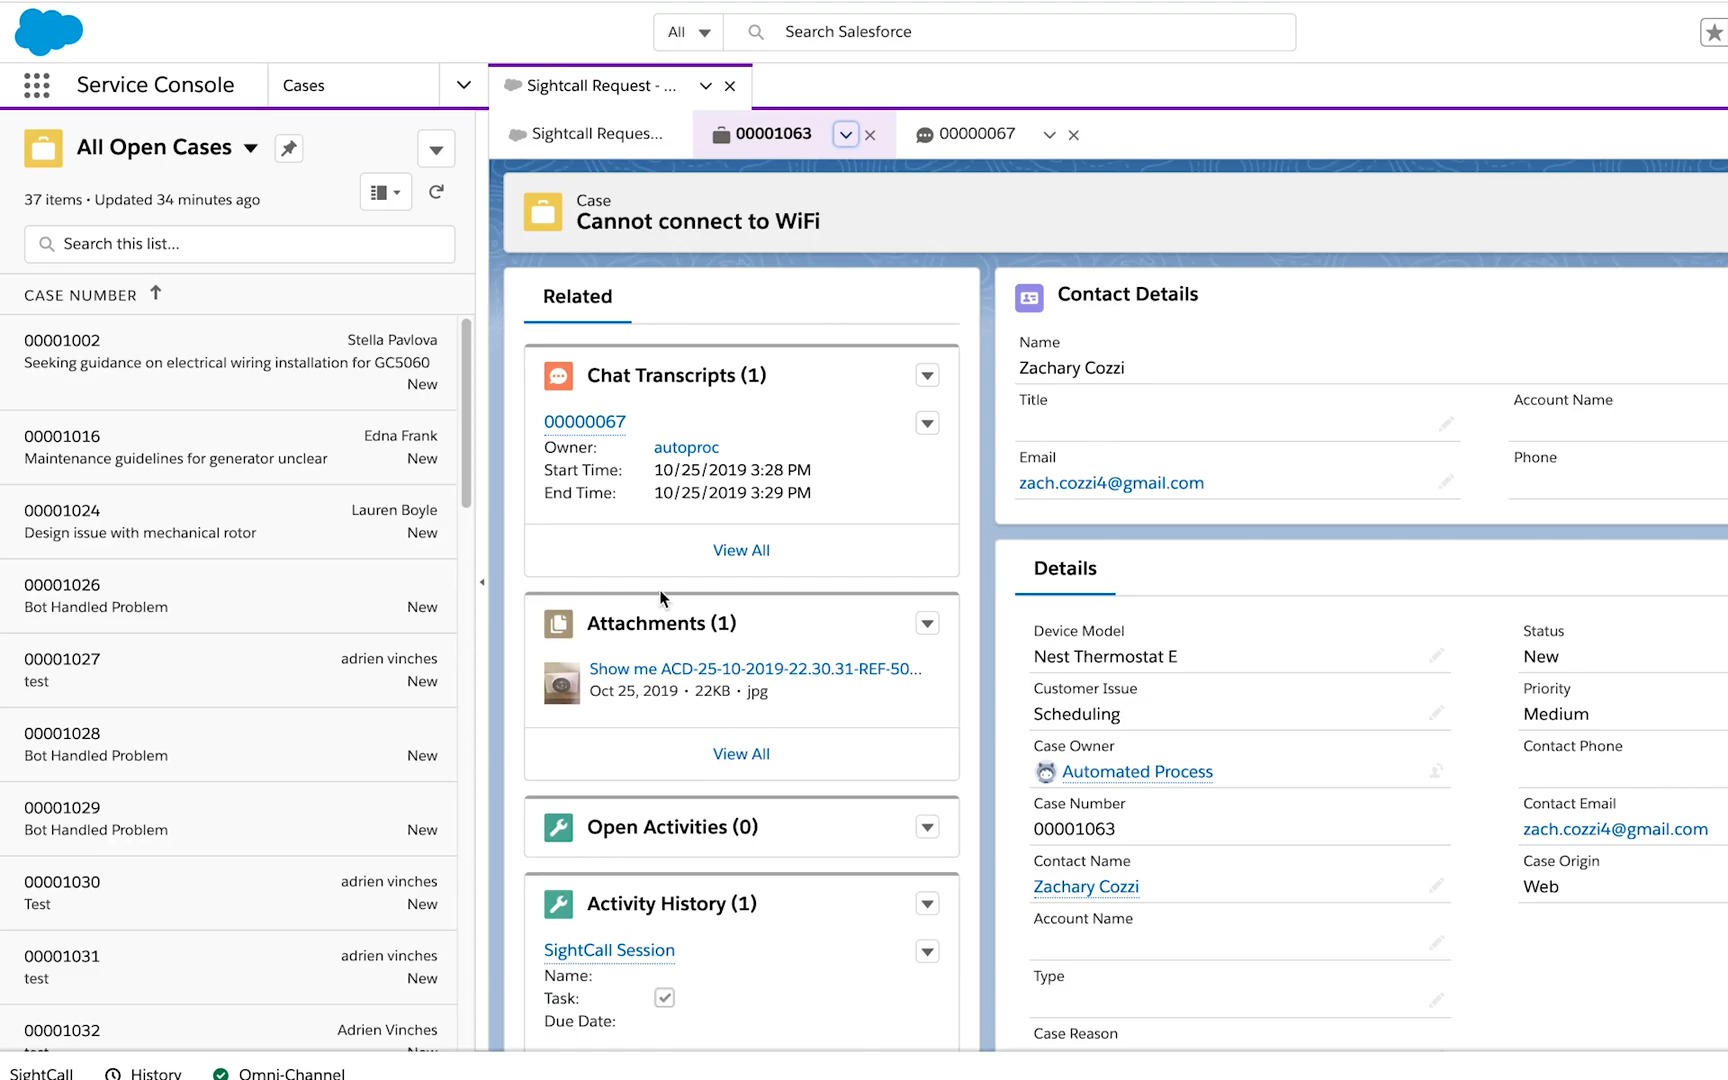 All
Search Salesforce
Service Console
Cases
Sightcall Request - ...
Sightcall Reques...
00001063
00000067
All Open Cases
37 items • Updated 34 minutes ago
Search this list...
CASE NUMBER
00001002
Stella Pavlova
Seeking guidance on electrical wiring installation for GC5060
New
00001016
Edna Frank
Maintenance guidelines for generator unclear
New
00001024
Lauren Boyle
Design issue with mechanical rotor
New
00001026
Bot Handled Problem
New
00001027
adrien vinches
test
New
00001028
Bot Handled Problem
New
00001029
Bot Handled Problem
New
00001030
adrien vinches
Test
New
00001031
adrien vinches
test
New
00001032
Adrien Vinches
test
New
Case
Cannot connect to WiFi
Related
Chat Transcripts (1)
00000067
Owner: autoproc
Start Time: 10/25/2019 3:28 PM
End Time: 10/25/2019 3:29 PM
View All
Attachments (1)
Show me ACD-25-10-2019-22.30.31-REF-50...
Oct 25, 2019 • 22KB • jpg
View All
Open Activities (0)
Activity History (1)
SightCall Session
Name:
Task:
Due Date:
Contact Details
Name
Zachary Cozzi
Title
Account Name
Email
Phone
zach.cozzi4@gmail.com
Details
Device Model
Nest Thermostat E
Status
New
Customer Issue
Scheduling
Priority
Medium
Case Owner
Automated Process
Contact Phone
Case Number
00001063
Contact Email
zach.cozzi4@gmail.com
Contact Name
Zachary Cozzi
Case Origin
Web
Account Name
Type
Case Reason
SightCall
History
Omni-Channel